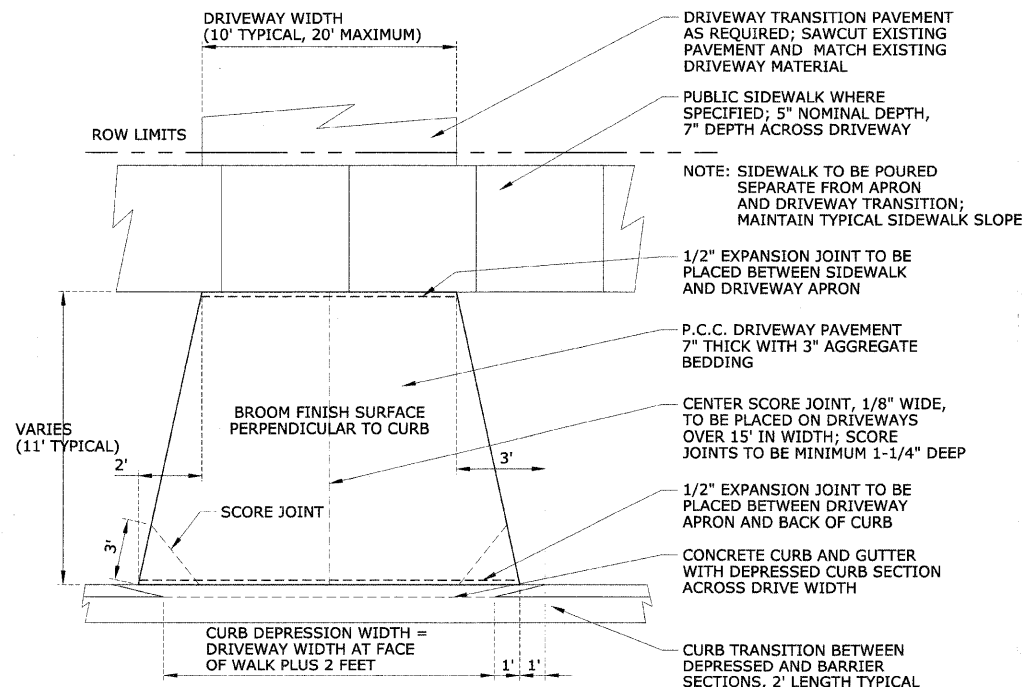 DRIVEWAY WIDTH
(10' TYPICAL, 20' MAXIMUM)
DRIVEWAY TRANSITION PAVEMENT
AS REQUIRED; SAWCUT EXISTING
PAVEMENT AND MATCH EXISTING
DRIVEWAY MATERIAL
PUBLIC SIDEWALK WHERE
SPECIFIED; 5" NOMINAL DEPTH,
7" DEPTH ACROSS DRIVEWAY
ROW LIMITS
NOTE: SIDEWALK TO BE POURED
SEPARATE FROM APRON
AND DRIVEWAY TRANSITION;
MAINTAIN TYPICAL SIDEWALK SLOPE
1/2" EXPANSION JOINT TO BE
PLACED BETWEEN SIDEWALK
AND DRIVEWAY APRON
P.C.C. DRIVEWAY PAVEMENT
7" THICK WITH 3" AGGREGATE
BEDDING
BROOM FINISH SURFACE
PERPENDICULAR TO CURB
CENTER SCORE JOINT, 1/8" WIDE,
TO BE PLACED ON DRIVEWAYS
OVER 15' IN WIDTH; SCORE
JOINTS TO BE MINIMUM 1-1/4" DEEP
VARIES
(11' TYPICAL)
2'
3'
1/2" EXPANSION JOINT TO BE
PLACED BETWEEN DRIVEWAY
APRON AND BACK OF CURB
SCORE JOINT
3'
CONCRETE CURB AND GUTTER
WITH DEPRESSED CURB SECTION
ACROSS DRIVE WIDTH
CURB DEPRESSION WIDTH =
DRIVEWAY WIDTH AT FACE
OF WALK PLUS 2 FEET
1'
1'
CURB TRANSITION BETWEEN
DEPRESSED AND BARRIER
SECTIONS, 2' LENGTH TYPICAL